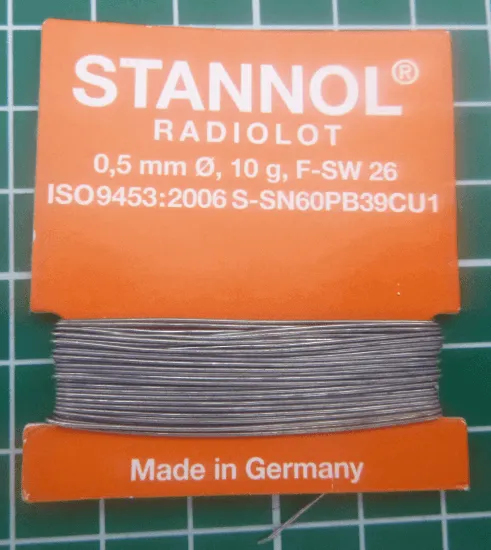 STANNOL®
RADIOLOT
0,5 mm Ø, 10 g, F-SW 26
ISO9453:2006 S-SN60PB39CU1
Made in Germany